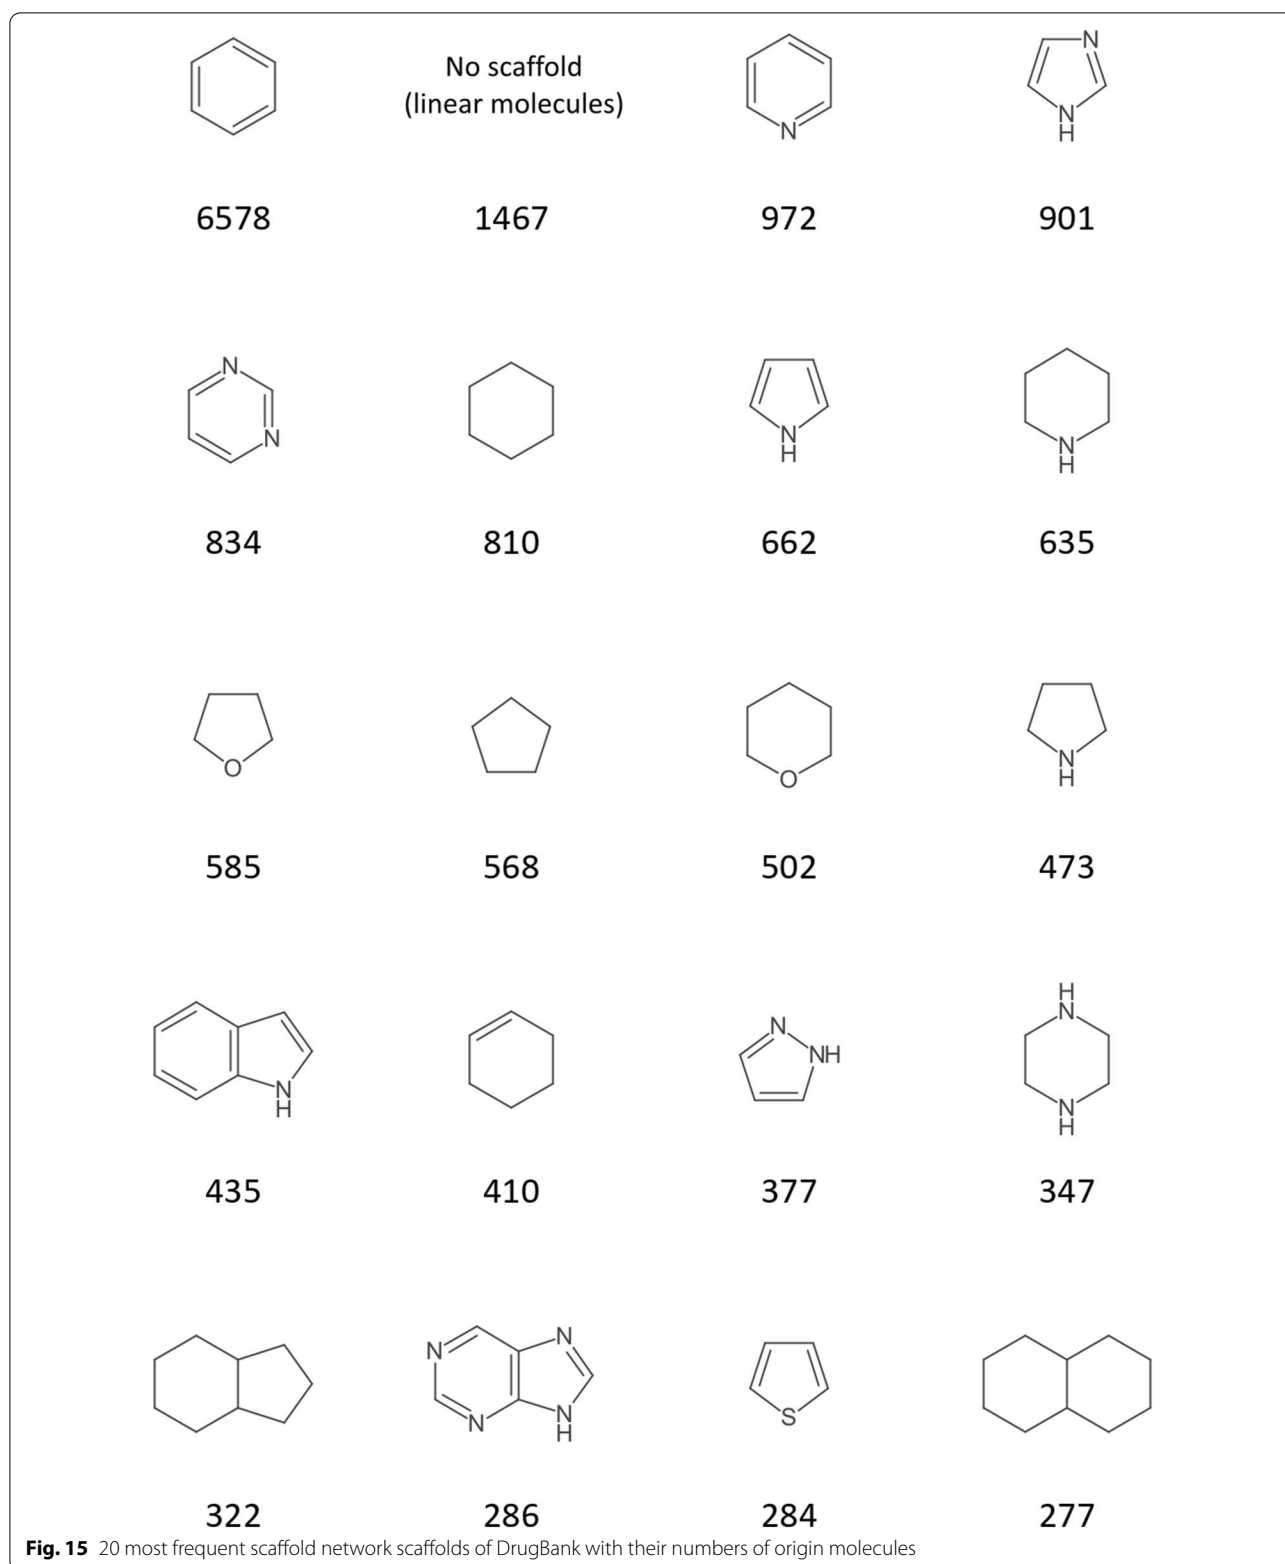 No scaffold
(linear molecules)
N
N
N
H
6578
1467
972
901
N
N
N
H
N
H
834
810
662
635
O
O
N
H
585
568
502
473
N
H
N
NH
H
N
N
H
435
410
377
347
N
N
N
N
H
S
322
286
284
277
Fig. 15 20 most frequent scaffold network scaffolds of DrugBank with their numbers of origin molecules